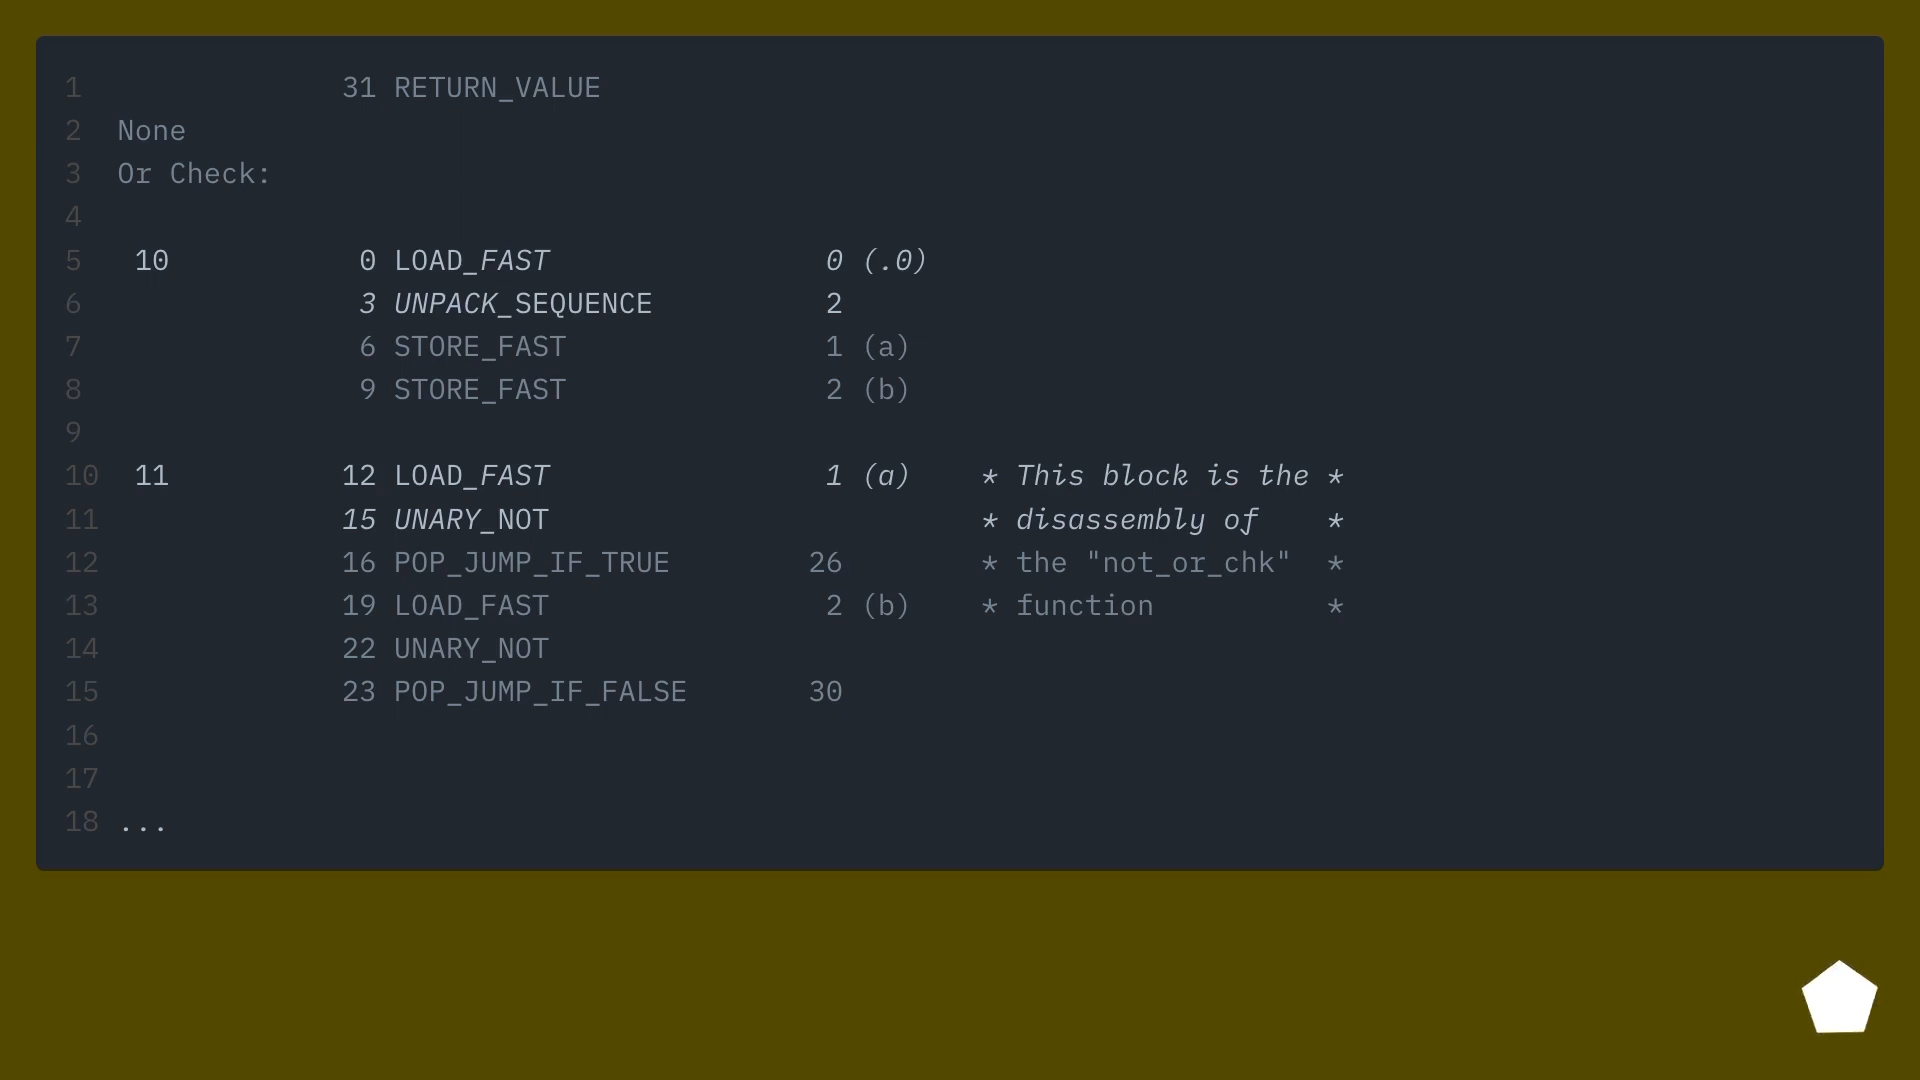 1               31 RETURN_VALUE
2  None
3  Or Check:
4
5   10           0 LOAD_FAST                0 (.0)
6                3 UNPACK_SEQUENCE          2
7                6 STORE_FAST               1 (a)
8                9 STORE_FAST               2 (b)
9
10  11          12 LOAD_FAST                1 (a)    * This block is the *
11              15 UNARY_NOT                         * disassembly of    *
12              16 POP_JUMP_IF_TRUE        26        * the "not_or_chk"  *
13              19 LOAD_FAST                2 (b)    * function          *
14              22 UNARY_NOT
15              23 POP_JUMP_IF_FALSE       30
16
17
18 ...